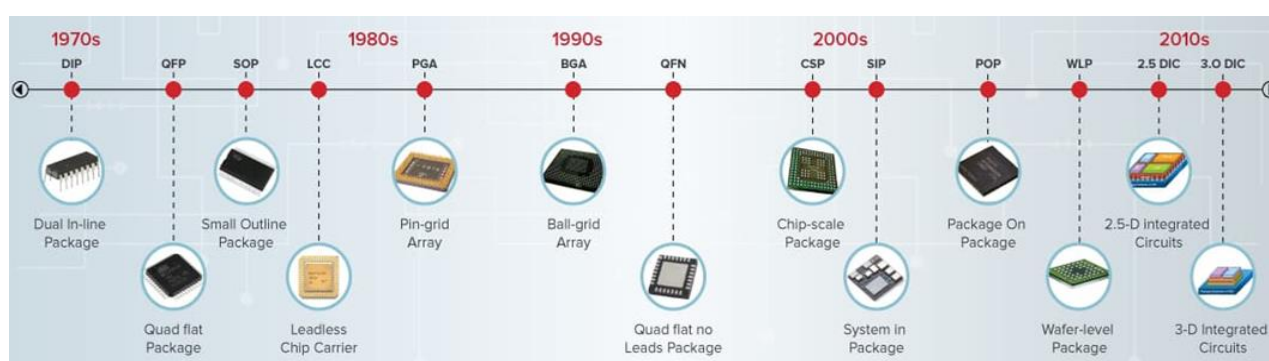 1970s 1980s 1990s 2000s 2010s
DIP QFP SOP LCC PGA BGA QFN CSP SIP POP WLP 2.5 DIC 3.O DIC
Dual In-line
Package
Small Outline
Package
Pin-grid
Array
Ball-grid
Array
Chip-scale
Package
Package On
Package
2.5-D integrated
Circuits
Quad flat
Package
Leadless
Chip Carrier
Quad flat no
Leads Package
System in
Package
Wafer-level
Package
3-D Integrated
Circuits